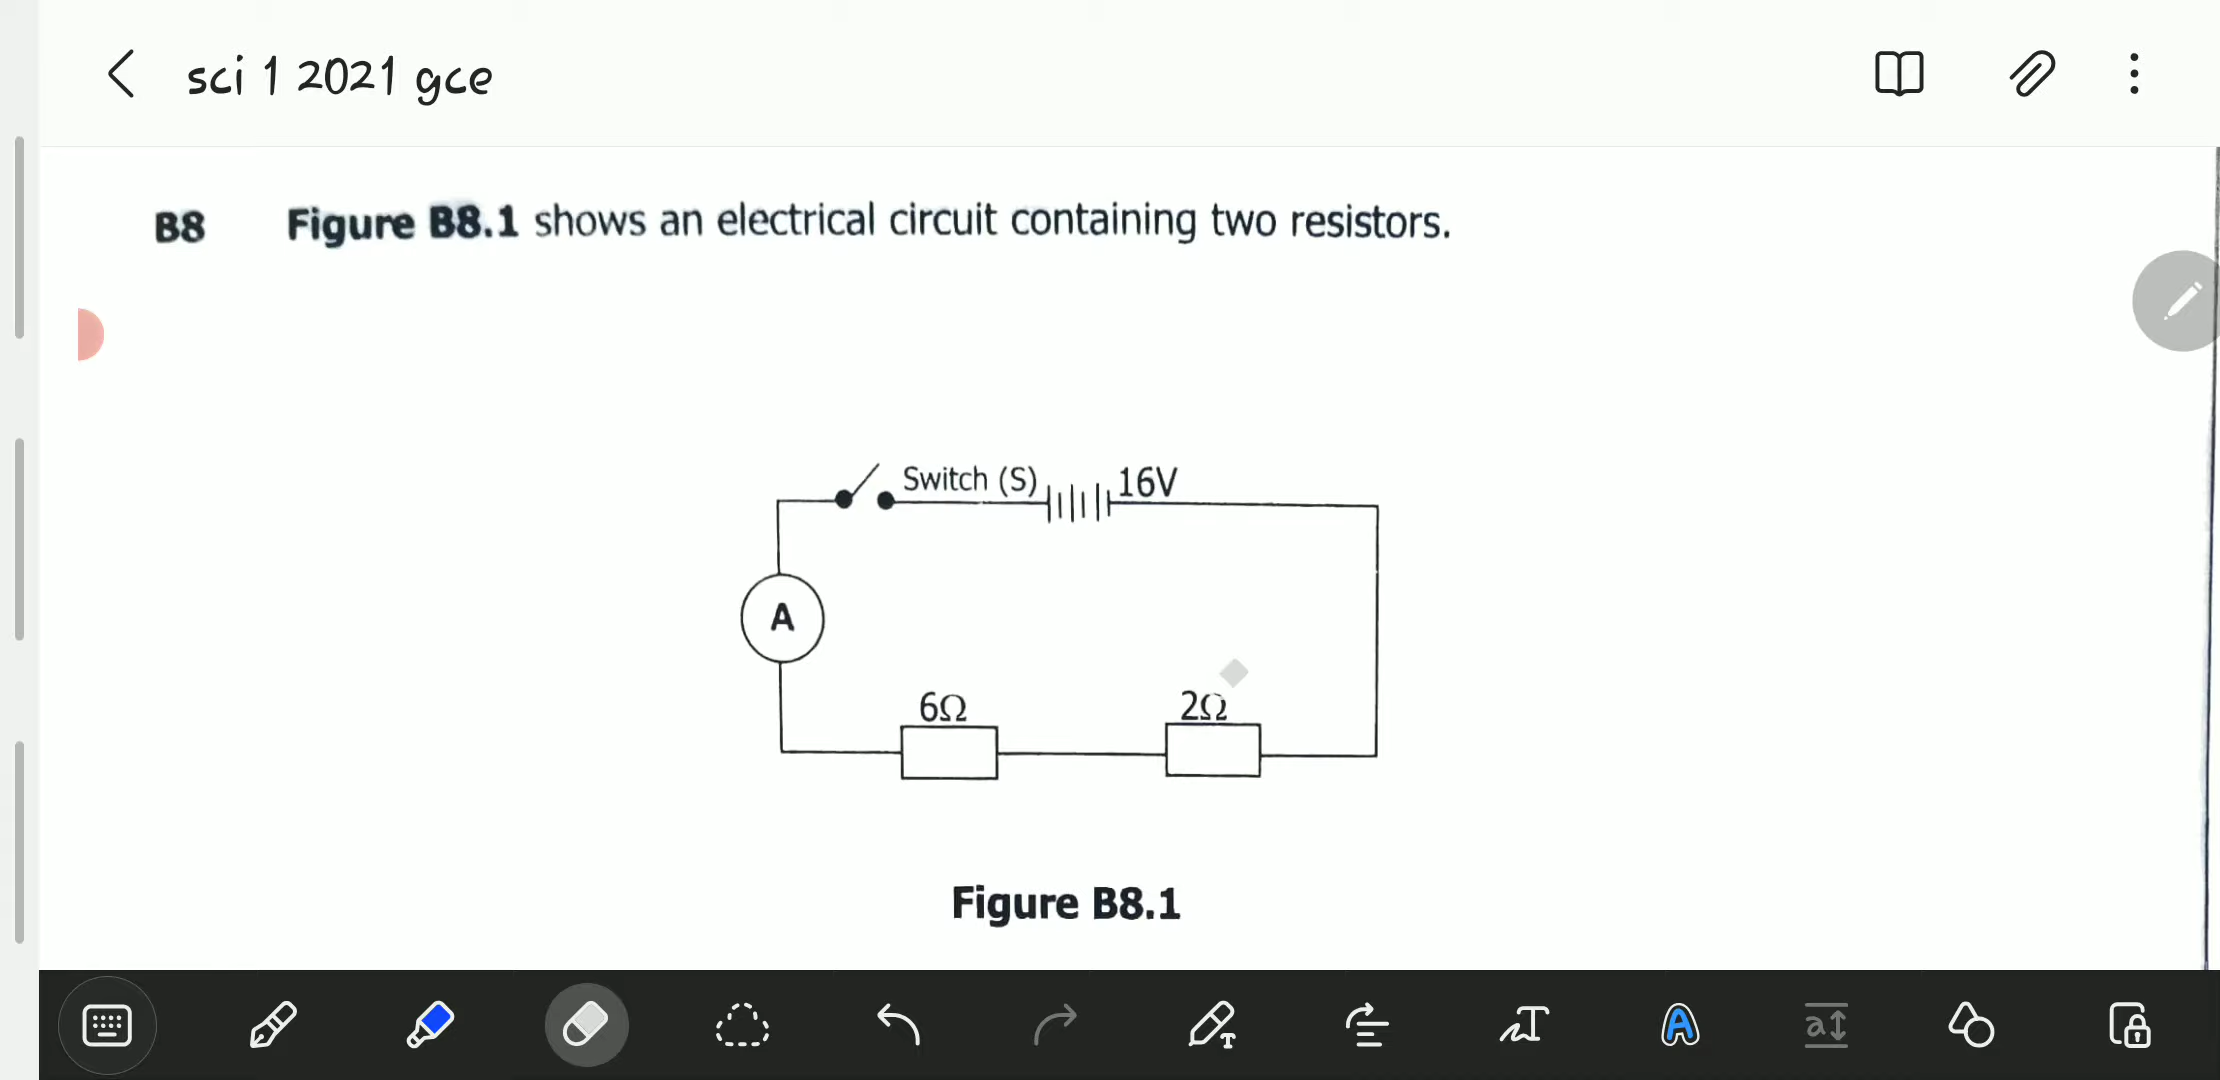 sci 1 2021 gce
B8 Figure B8.1 shows an electrical circuit containing two resistors.
Switch (S) 16V
A
6Ω 2Ω
Figure B8.1